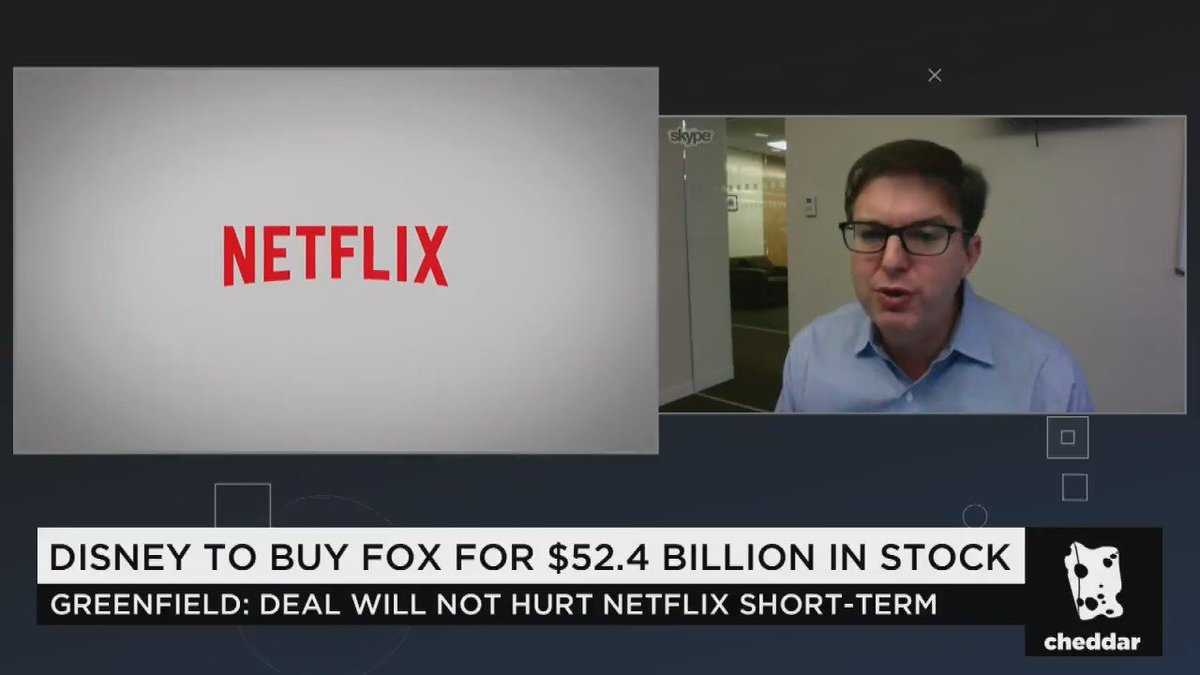 NETFLIX
skype
DISNEY TO BUY FOX FOR $52.4 BILLION IN STOCK
GREENFIELD: DEAL WILL NOT HURT NETFLIX SHORT-TERM
cheddar